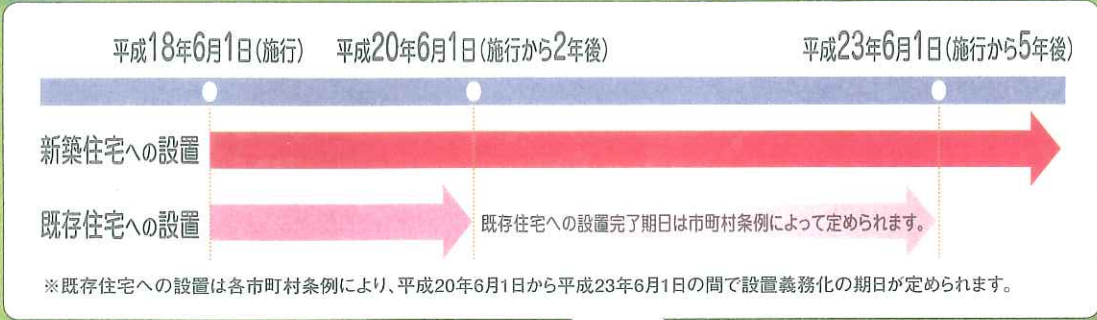 平成18年6月1日(施行) 平成20年6月1日(施行から2年後) 平成23年6月1日(施行から5年後)
新築住宅への設置
既存住宅への設置 既存住宅への設置完了期日は市町村条例によって定められます。
※既存住宅への設置は各市町村条例により、平成20年6月1日から平成23年6月1日の間で設置義務化の期日が定められます。